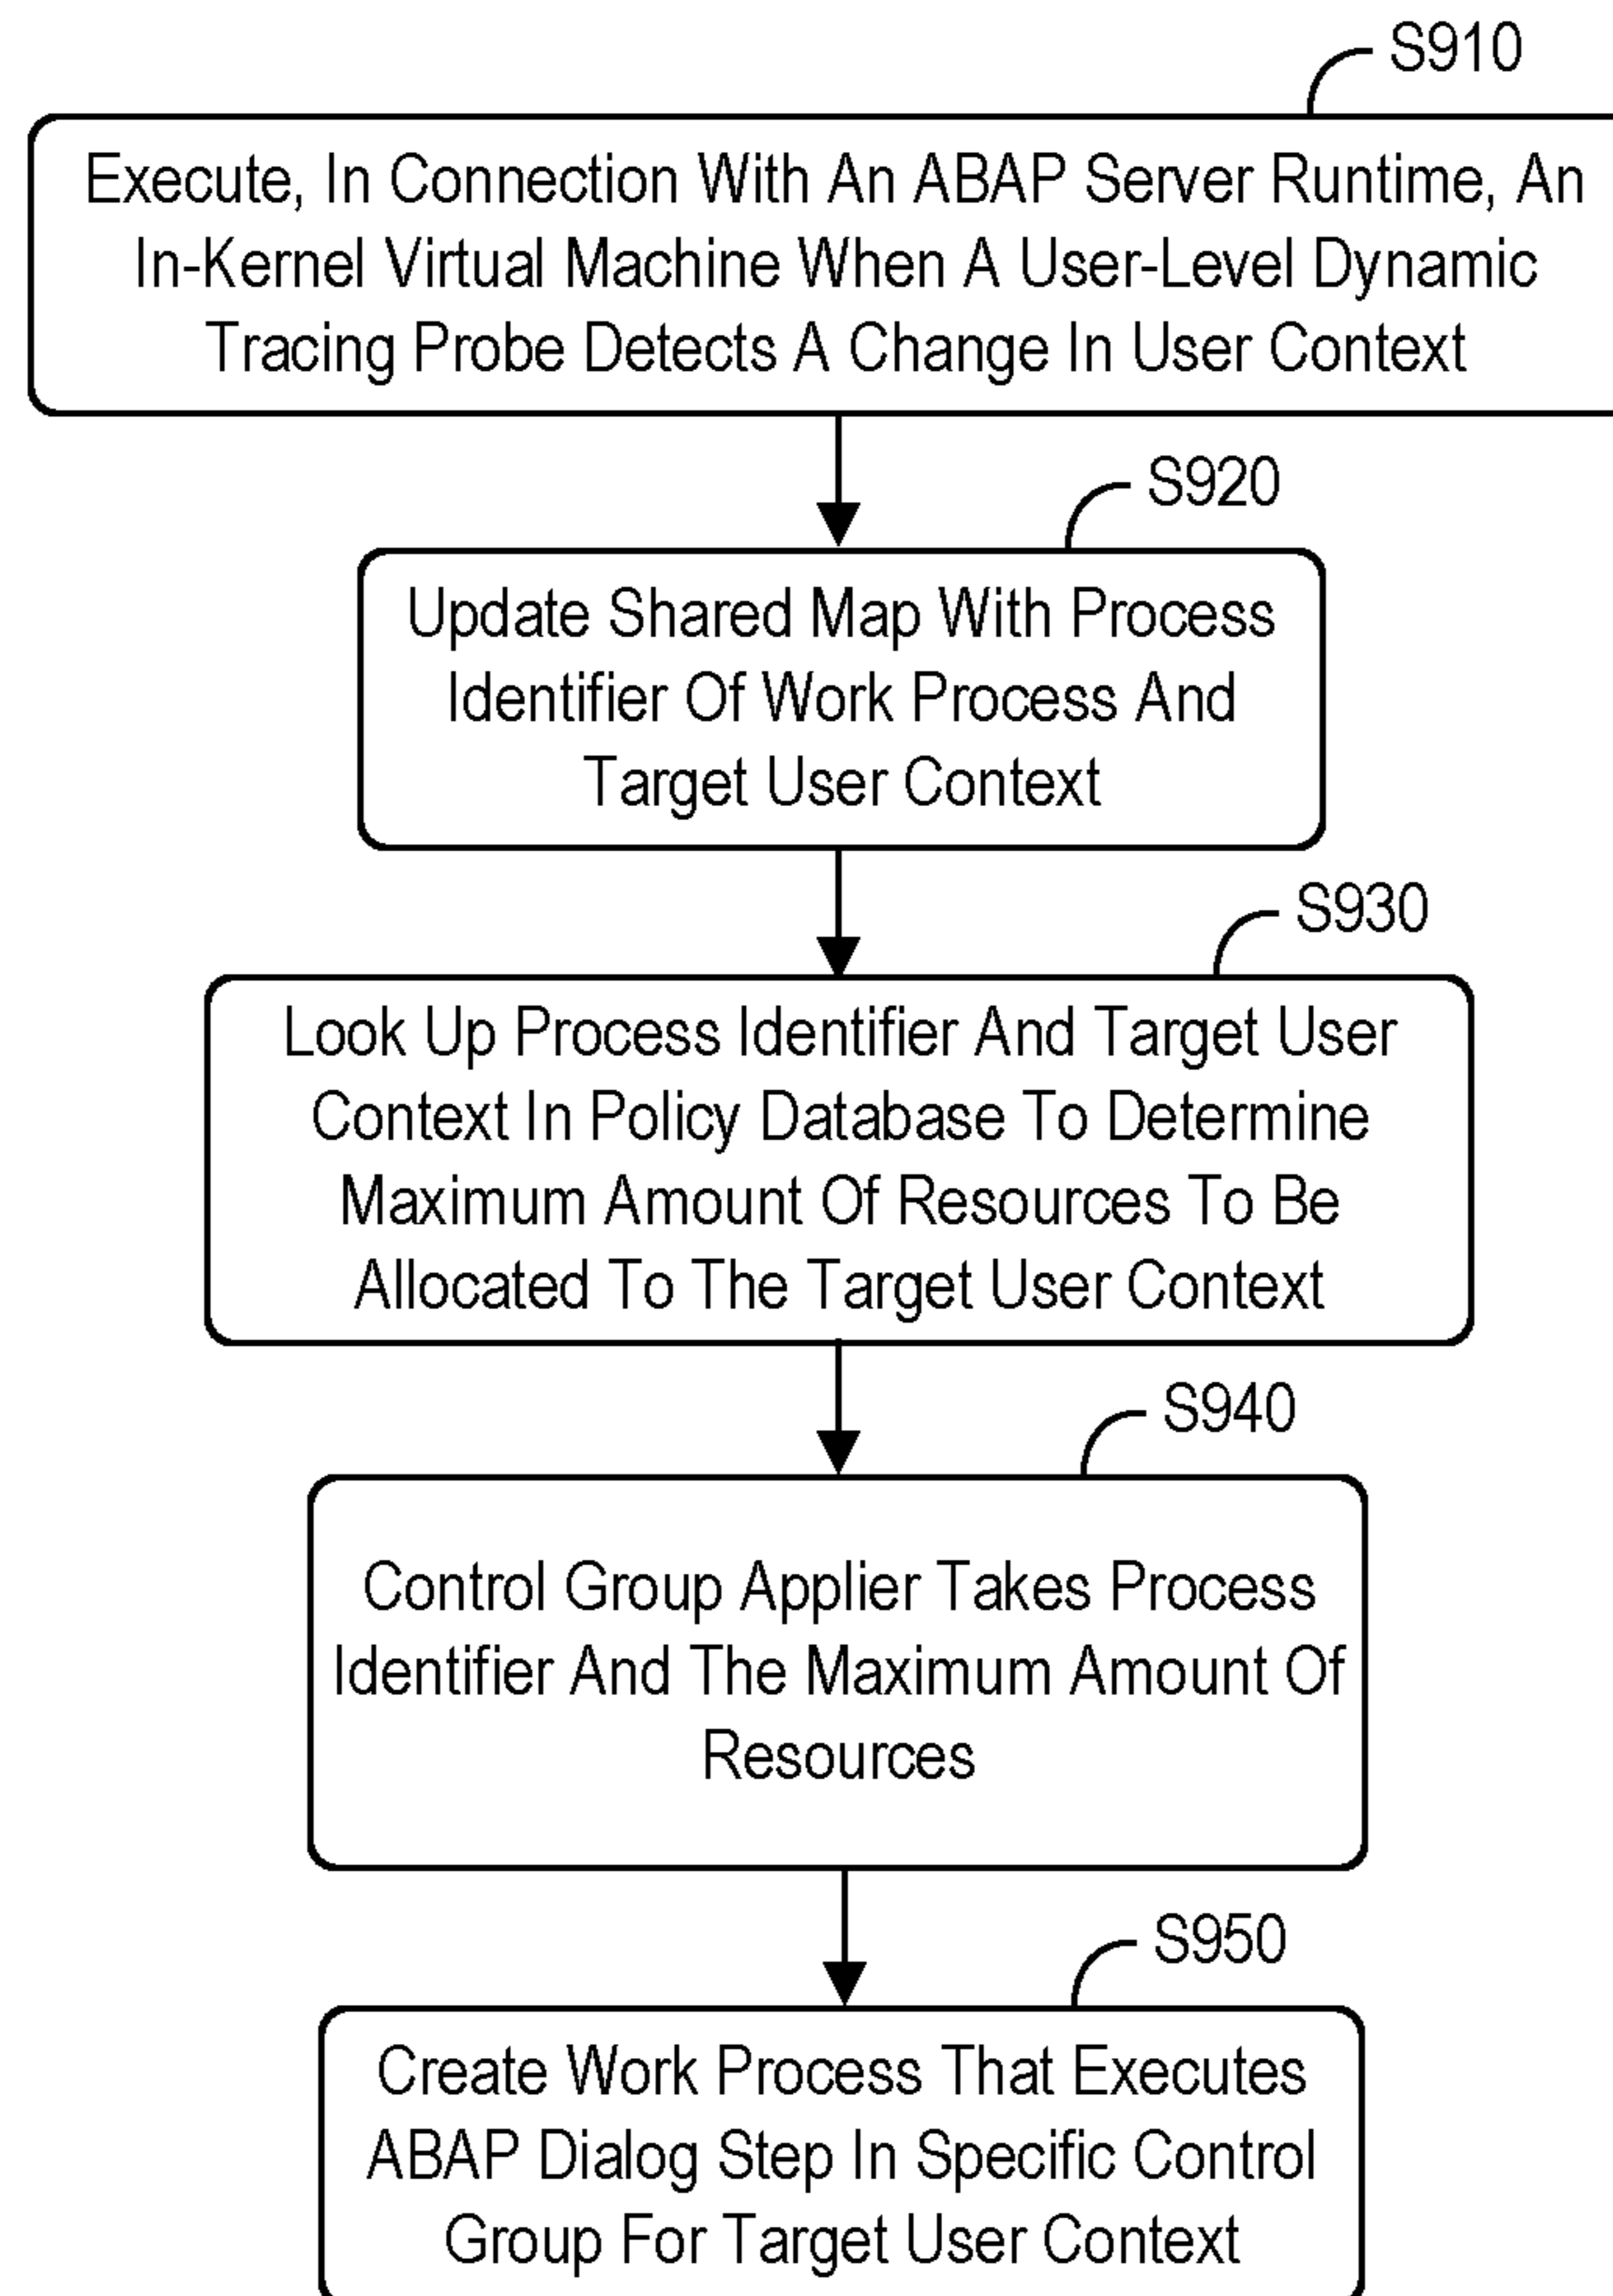 S910
Execute, In Connection With An ABAP Server Runtime, An
In-Kernel Virtual Machine When A User-Level Dynamic
Tracing Probe Detects A Change In User Context
S920
Update Shared Map With Process
Identifier Of Work Process And
Target User Context
S930
Look Up Process Identifier And Target User
Context In Policy Database To Determine
Maximum Amount Of Resources To Be
Allocated To The Target User Context
S940
Control Group Applier Takes Process
Identifier And The Maximum Amount Of
Resources
S950
Create Work Process That Executes
ABAP Dialog Step In Specific Control
Group For Target User Context